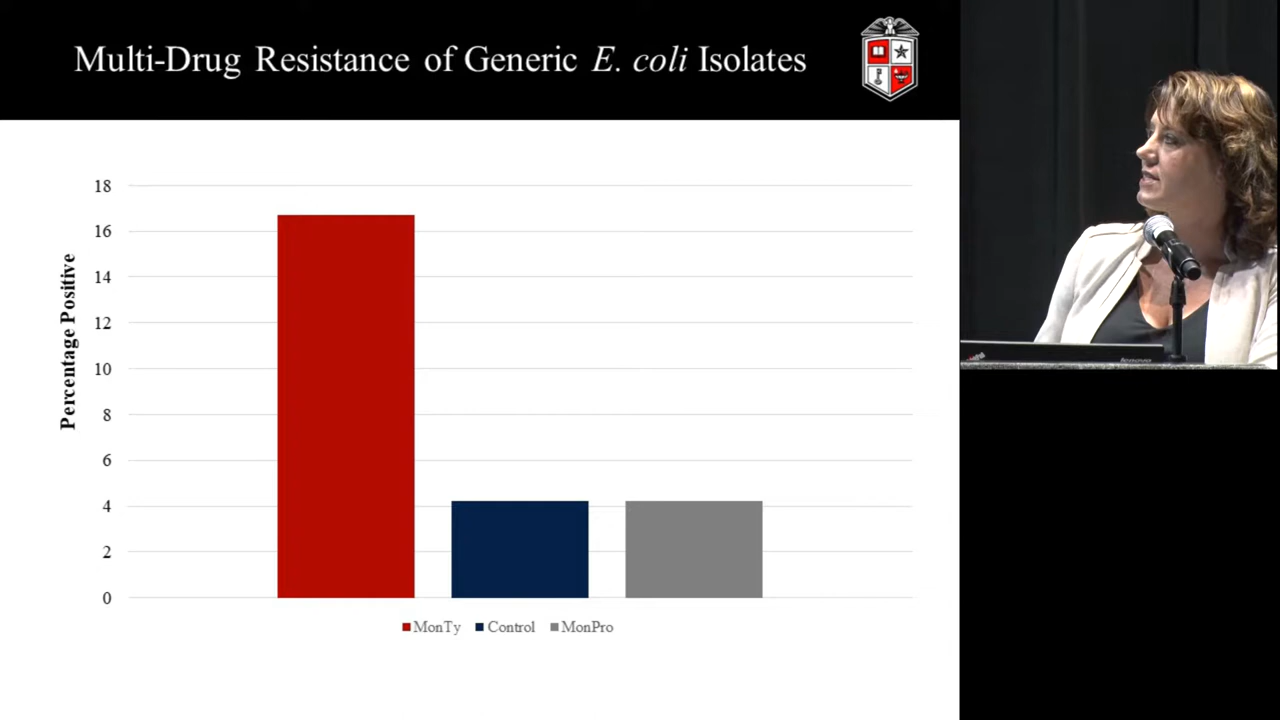 Multi-Drug Resistance of Generic E. coli Isolates
Percentage Positive
18
16
14
12
10
8
6
4
2
0
MonTy Control MonPro
lenovo